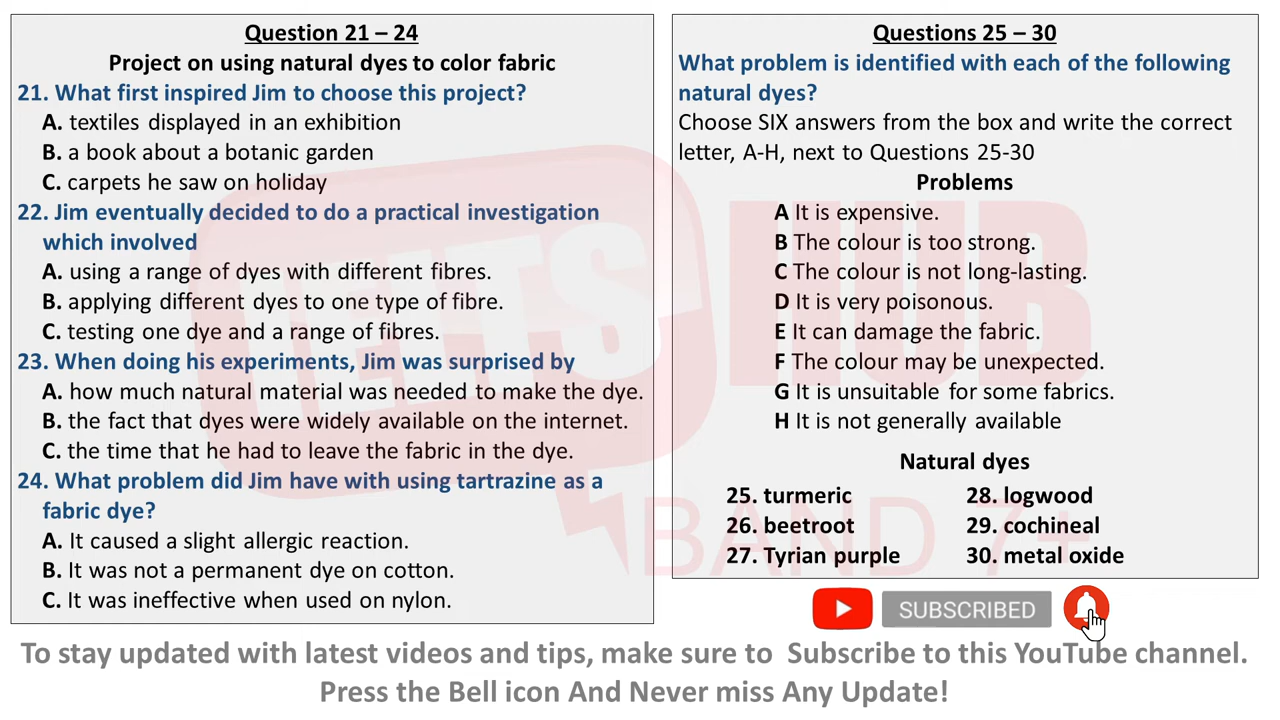 Question 21 – 24
Project on using natural dyes to color fabric
21. What first inspired Jim to choose this project?
A. textiles displayed in an exhibition
B. a book about a botanic garden
C. carpets he saw on holiday
22. Jim eventually decided to do a practical investigation
which involved
A. using a range of dyes with different fibres.
B. applying different dyes to one type of fibre.
C. testing one dye and a range of fibres.
23. When doing his experiments, Jim was surprised by
A. how much natural material was needed to make the dye.
B. the fact that dyes were widely available on the internet.
C. the time that he had to leave the fabric in the dye.
24. What problem did Jim have with using tartrazine as a
fabric dye?
A. It caused a slight allergic reaction.
B. It was not a permanent dye on cotton.
C. It was ineffective when used on nylon.
Questions 25 – 30
What problem is identified with each of the following
natural dyes?
Choose SIX answers from the box and write the correct
letter, A-H, next to Questions 25-30
Problems
A It is expensive.
B The colour is too strong.
C The colour is not long-lasting.
D It is very poisonous.
E It can damage the fabric.
F The colour may be unexpected.
G It is unsuitable for some fabrics.
H It is not generally available
Natural dyes
25. turmeric
26. beetroot
27. Tyrian purple
28. logwood
29. cochineal
30. metal oxide
IELTS HUB
BAND 7+
SUBSCRIBED
To stay updated with latest videos and tips, make sure to Subscribe to this YouTube channel.
Press the Bell icon And Never miss Any Update!